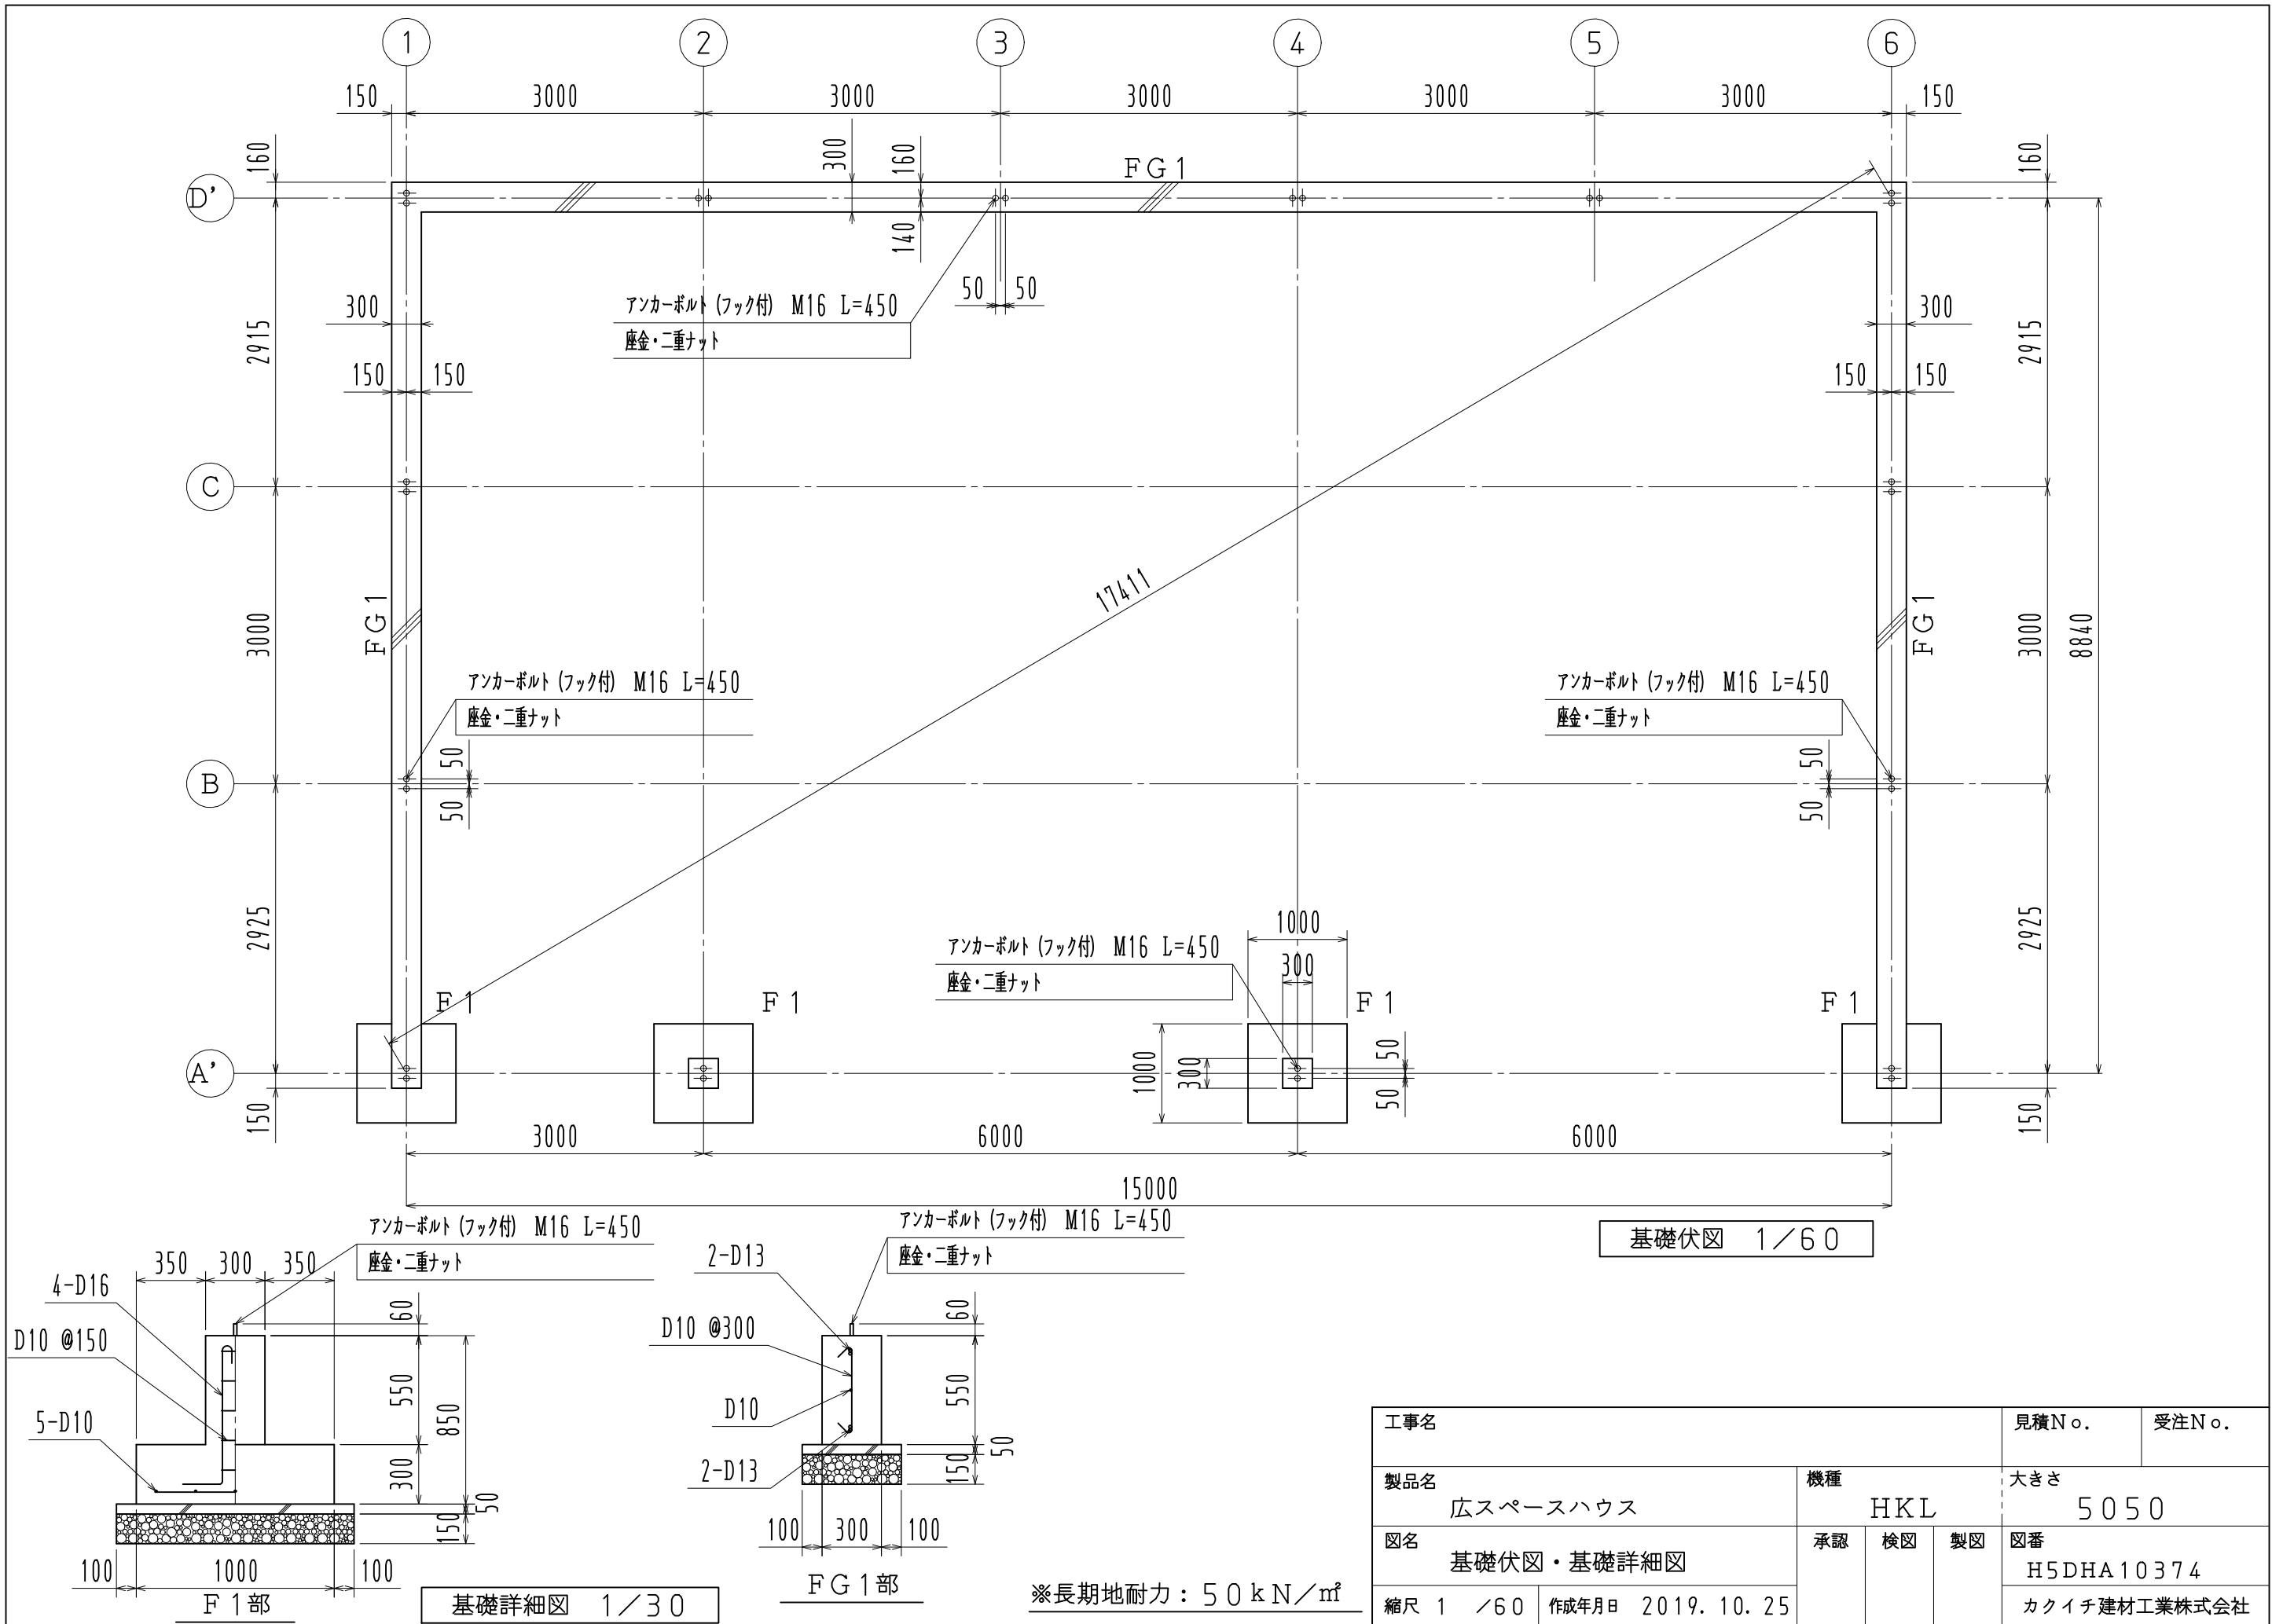 1 2 3 4 5 6
150 3000 3000 3000 3000 3000 150
160 300 160 FG1 160
D'
140
アンカーボルト(フック付) M16 L=450
座金・二重ナット
50 50
300 300
2915 2915
150 150 150 150
C
17411
FG1 FG1
3000 3000 8840
アンカーボルト(フック付) M16 L=450
座金・二重ナット
アンカーボルト(フック付) M16 L=450
座金・二重ナット
50 50
B
50 50
2925 2925
アンカーボルト(フック付) M16 L=450
座金・二重ナット
1000
300
F1 F1 F1 F1
A'
1000 300 50
50
150 150
3000 6000 6000
15000
基礎伏図 1/60
アンカーボルト(フック付) M16 L=450
座金・二重ナット
350 300 350
4-D16
D10 @150
5-D10
60
550
850
300
50
150
100 1000 100
F1部
基礎詳細図 1/30
アンカーボルト(フック付) M16 L=450
座金・二重ナット
2-D13
D10 @300
D10
2-D13
60
550
50
150
100 300 100
FG1部
※長期地耐力:50kN/㎡
工事名 見積No. 受注No.
製品名 広スペースハウス
機種 HKL
大きさ 5050
図名 基礎伏図・基礎詳細図
承認 検図 製図
図番 H5DHA10374
縮尺 1 /60 作成年月日 2019.10.25
カクイチ建材工業株式会社